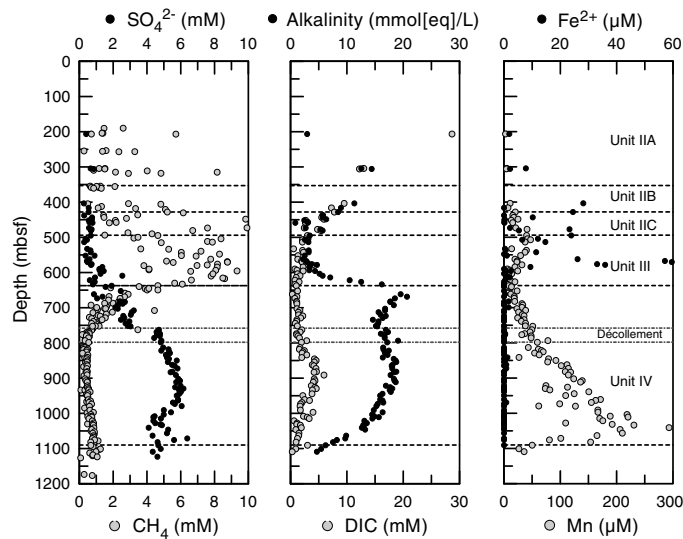 ● SO₄²⁻ (mM)
● Alkalinity (mmol[eq]/L)
● Fe²⁺ (µM)
0 2 4 6 8 10
0 10 20 30
0 20 40 60
Depth (mbsf)
0
100
200
300
400
500
600
700
800
900
1000
1100
1200
Unit IIA
Unit IIB
Unit IIC
Unit III
Décollement
Unit IV
0 2 4 6 8 10
0 10 20 30
0 100 200 300
CH₄ (mM)
DIC (mM)
Mn (µM)